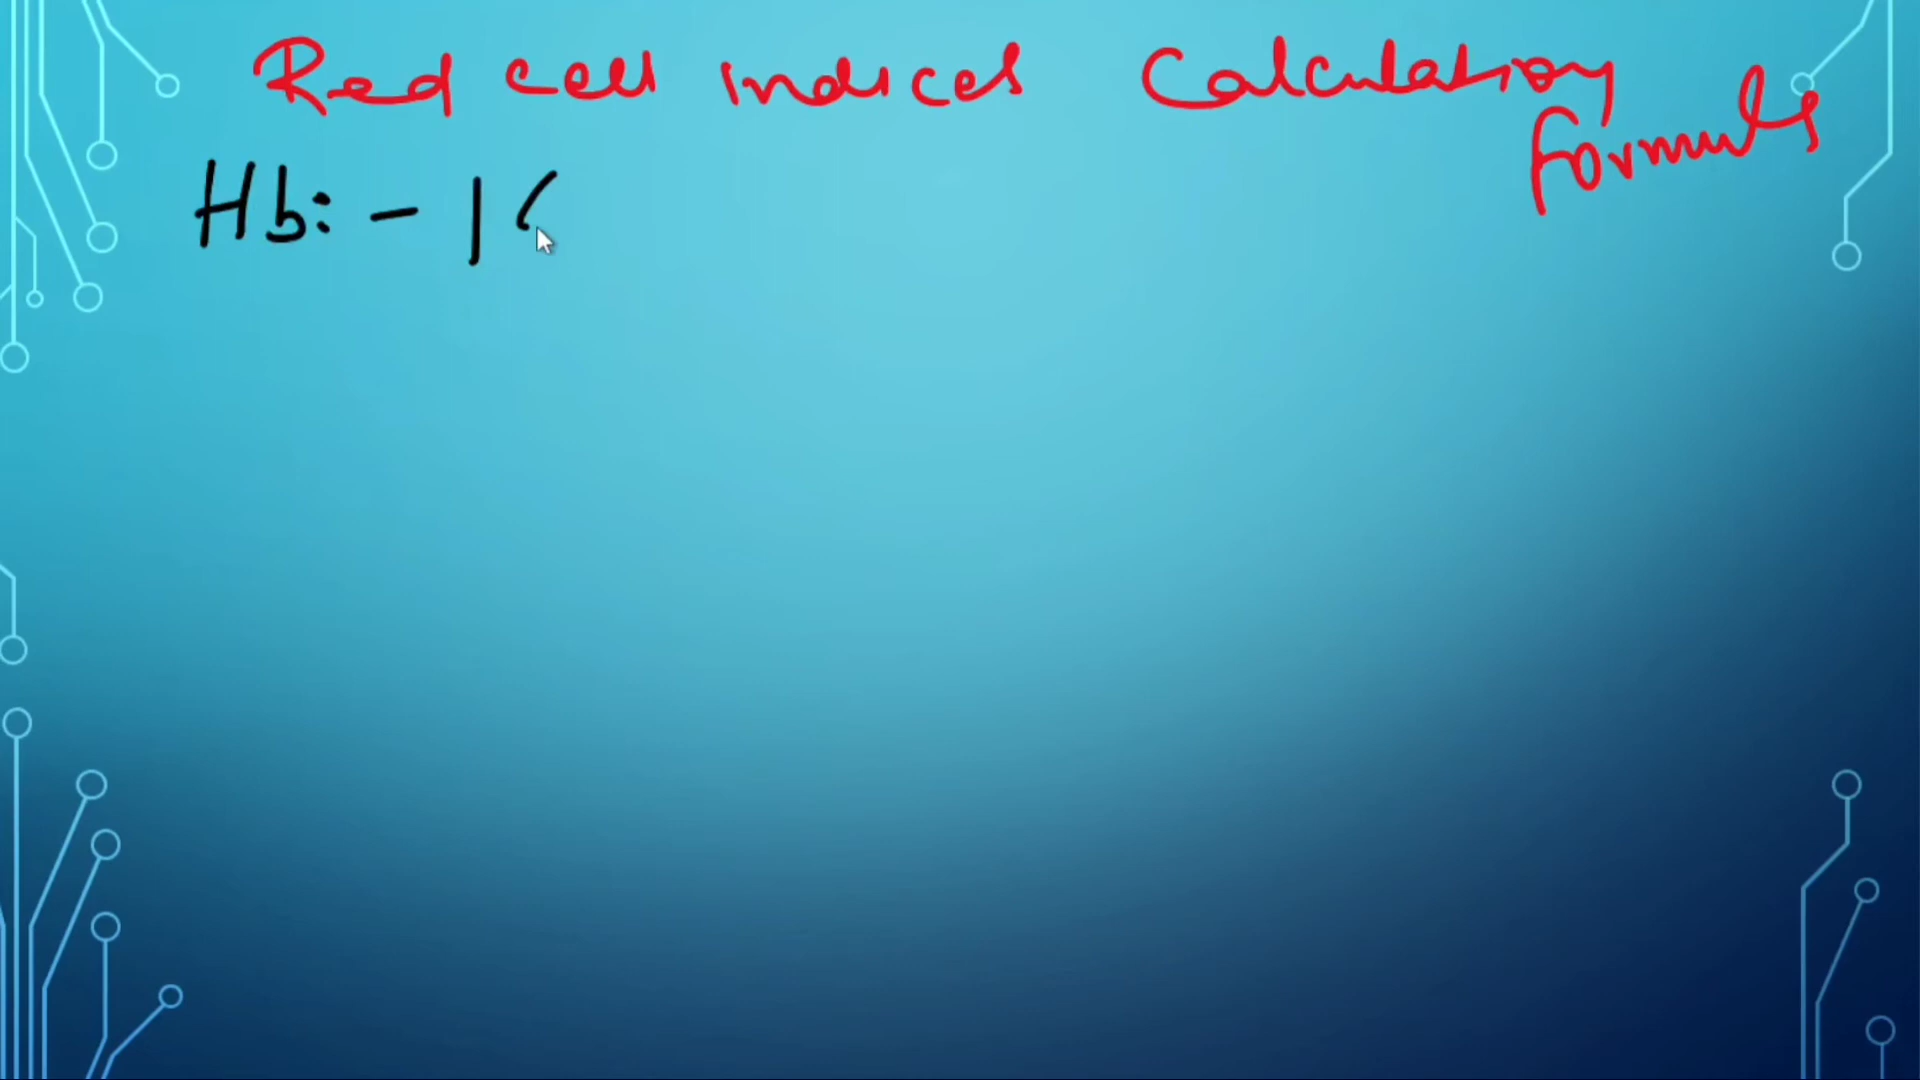 Red cell indices Calculation
formula
Hb: - 1